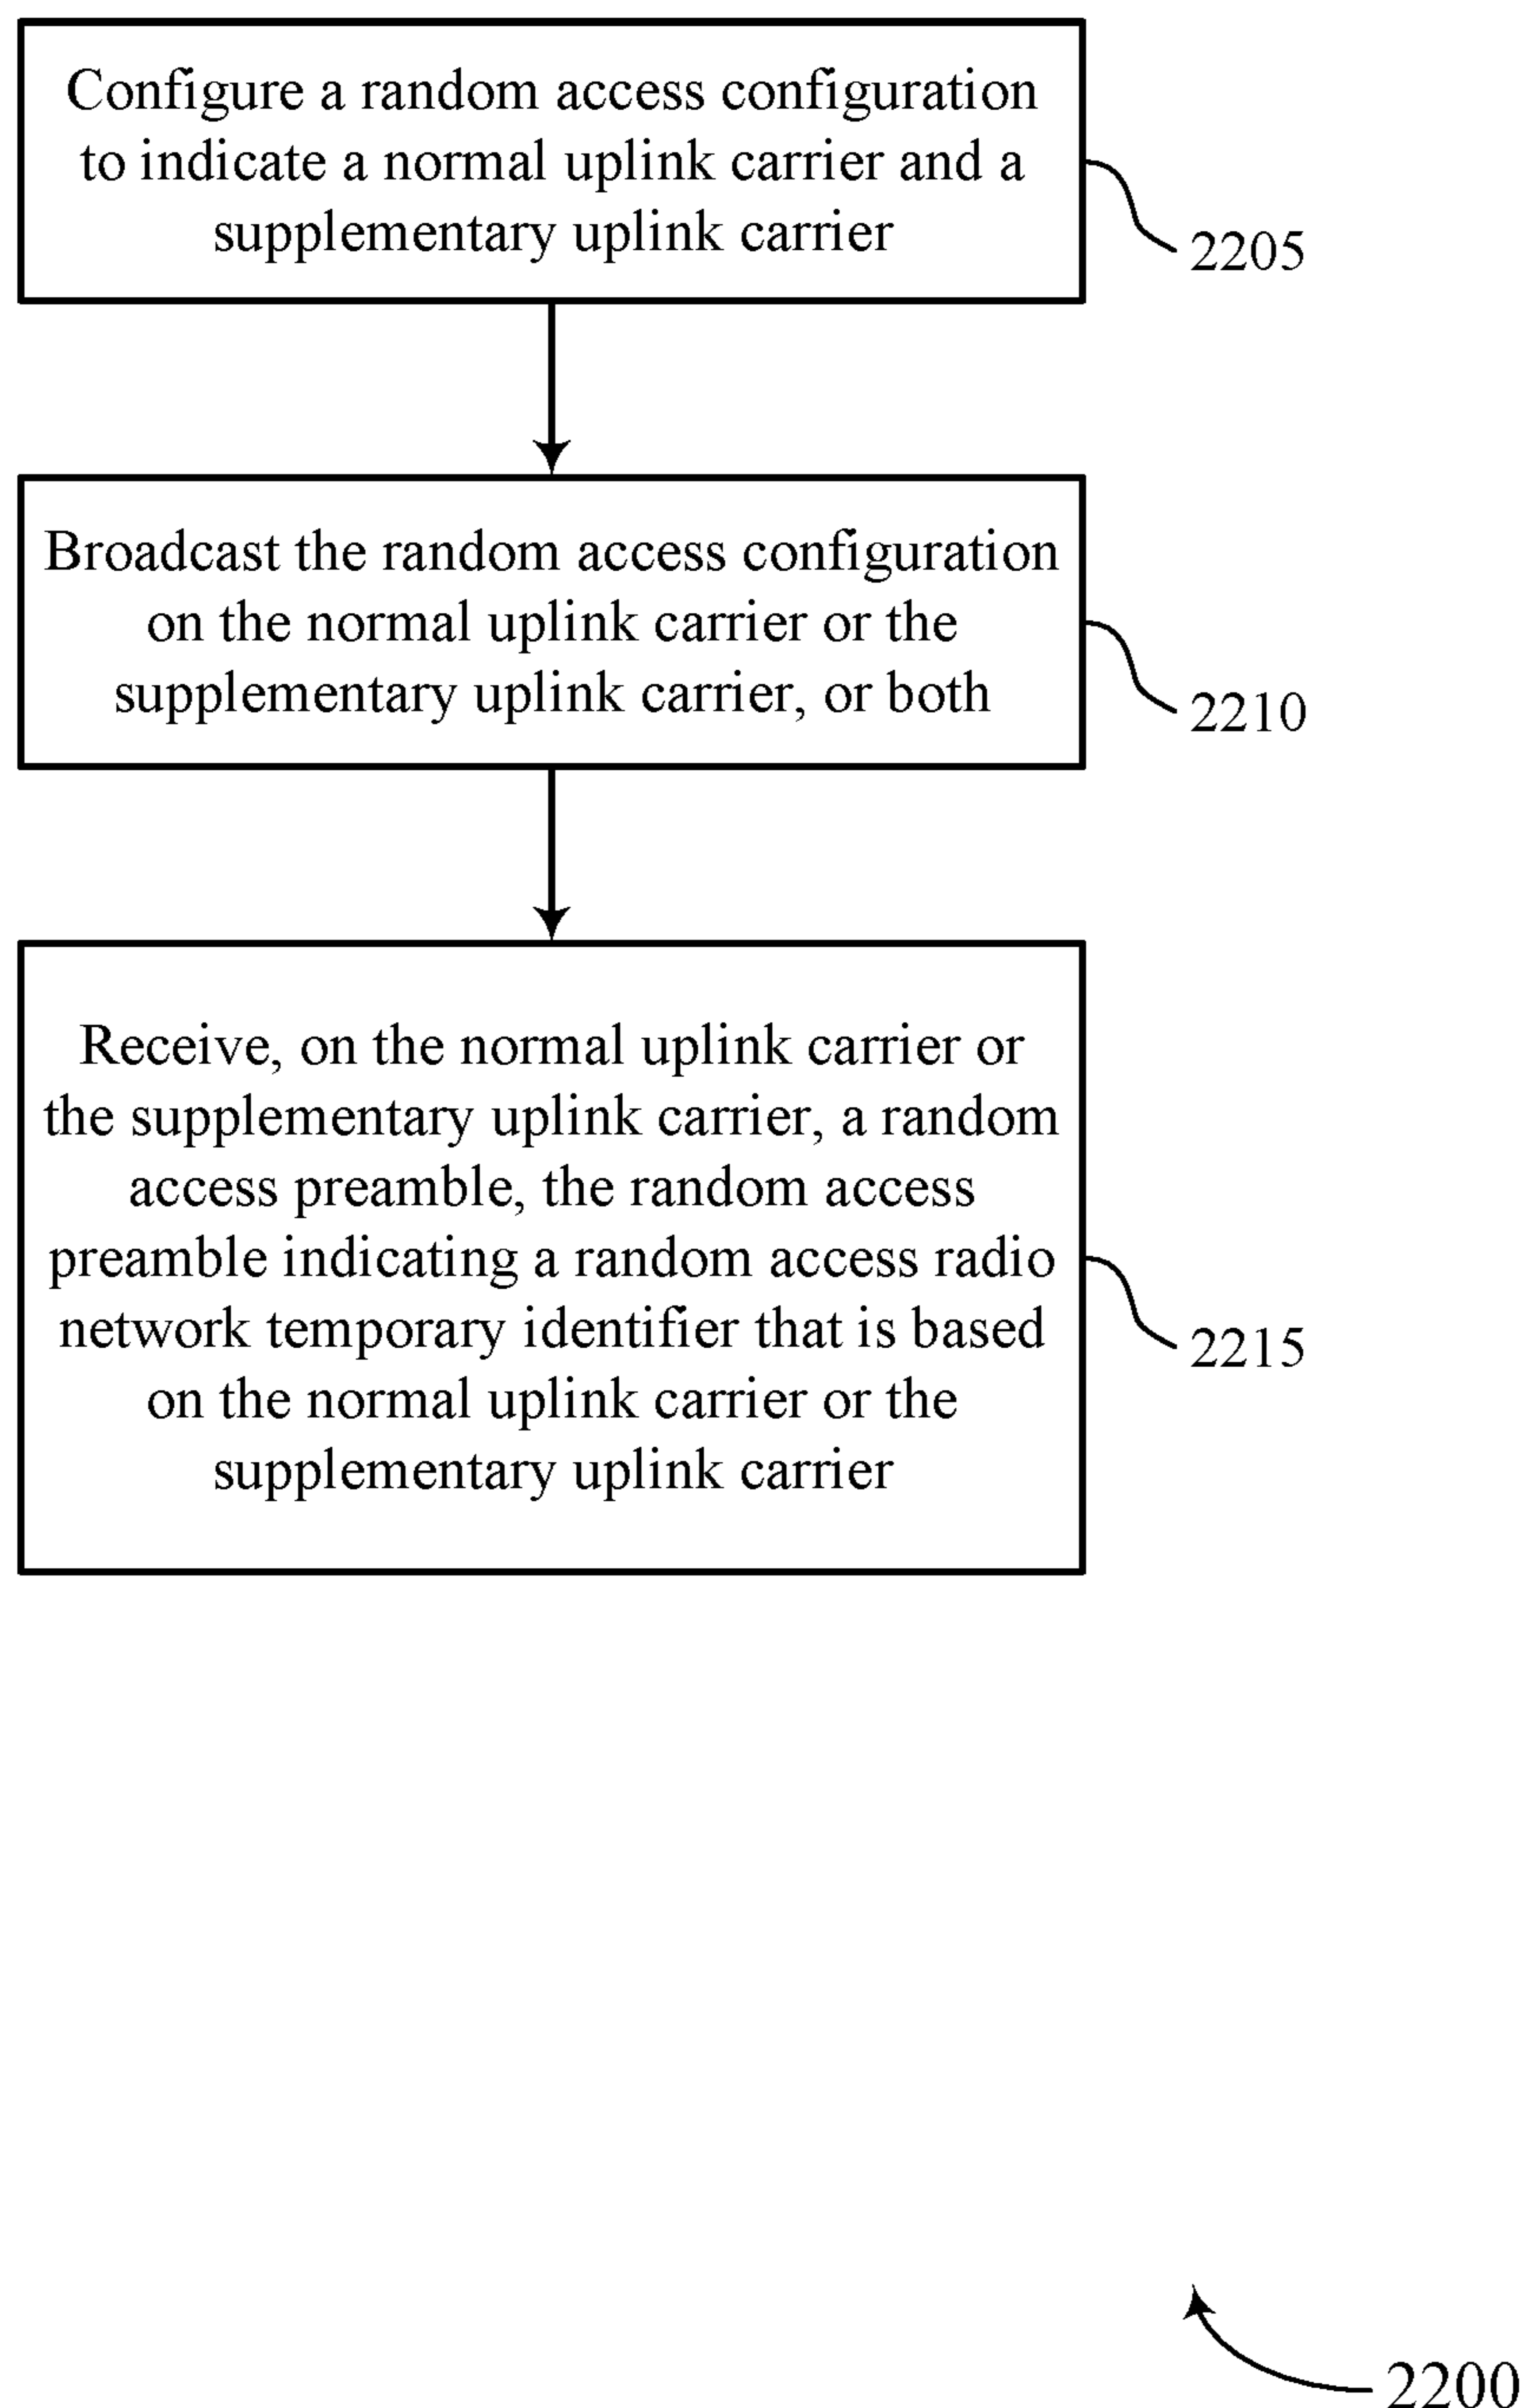 Configure a random access configuration
to indicate a normal uplink carrier and a
supplementary uplink carrier
2205
Broadcast the random access configuration
on the normal uplink carrier or the
supplementary uplink carrier, or both
2210
Receive, on the normal uplink carrier or
the supplementary uplink carrier, a random
access preamble, the random access
preamble indicating a random access radio
network temporary identifier that is based
on the normal uplink carrier or the
supplementary uplink carrier
2215
2200